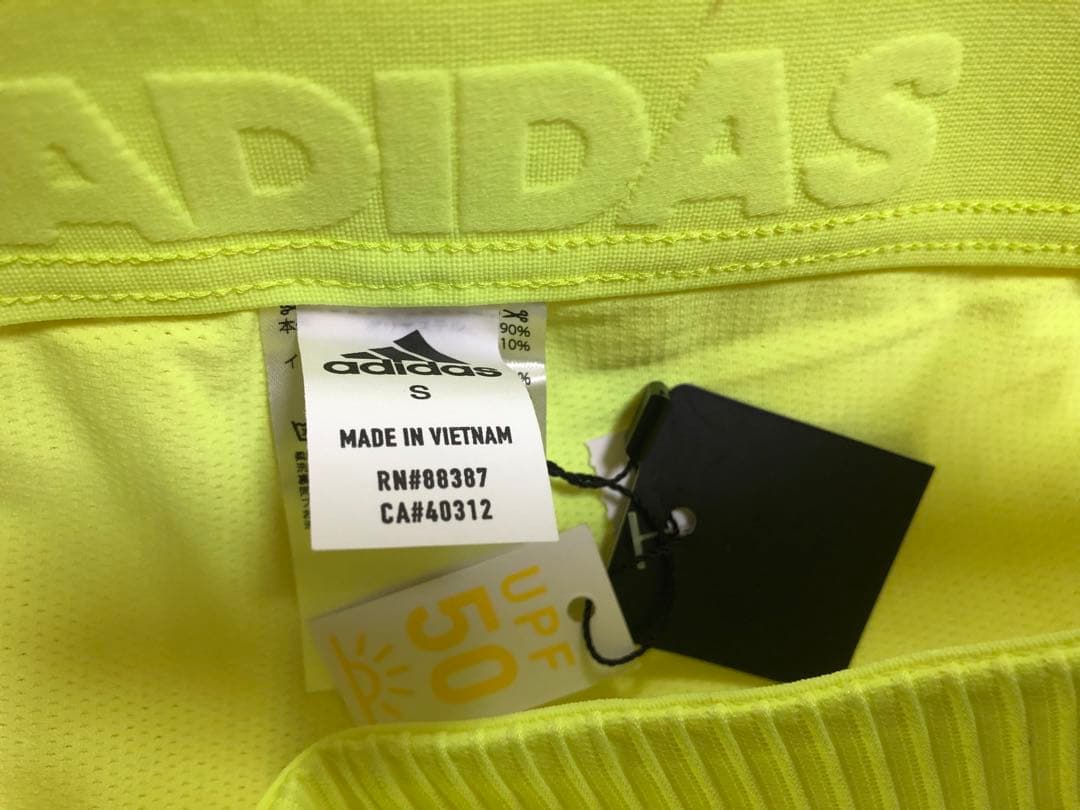 ADIDAS
90%
10%
%
adidas
S
MADE IN VIETNAM
RN#88387
CA#40312
UPF
50